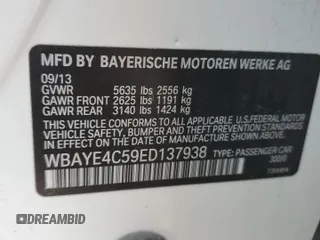 MFD BY BAYERISCHE MOTOREN WERKE AG
09/13
GVWR 5635 lbs 2556 kg
GAWR FRONT 2625 lbs 1191 kg
GAWR REAR 3140 lbs 1424 kg
THIS VEHICLE CONFORMS TO ALL APPLICABLE U.S. FEDERAL MOTOR
VEHICLE SAFETY, BUMPER, AND THEFT PREVENTION STANDARDS
IN EFFECT ON THE DATE OF MANUFACTURE SHOWN ABOVE.
WBAYE4C59ED137938 TYPE: PASSENGER CAR
DREAMBID